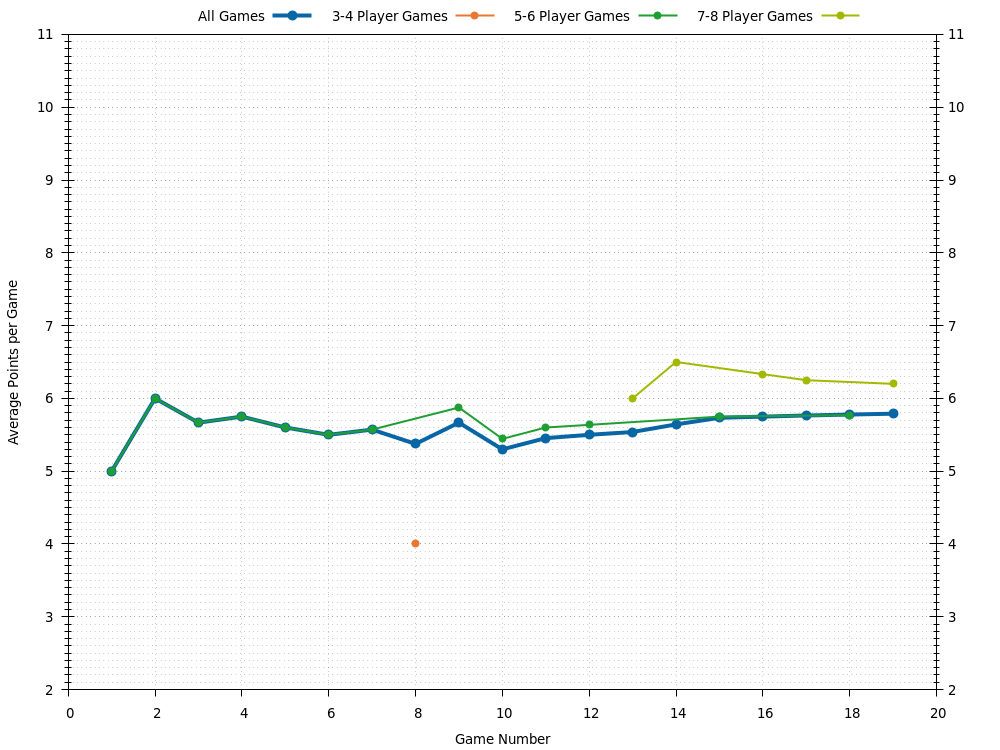 All Games 3-4 Player Games 5-6 Player Games 7-8 Player Games
11 11
10 10
9 9
8 8
7 7
6 6
5 5
4 4
3 3
2 2
Average Points per Game
0 2 4 6 8 10 12 14 16 18 20
Game Number